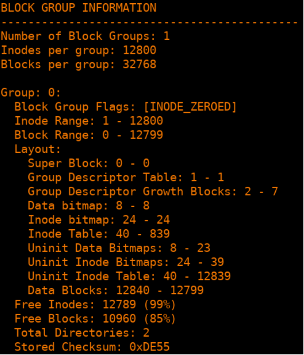 BLOCK GROUP INFORMATION
--------------------------------------------
Number of Block Groups: 1
Inodes per group: 12800
Blocks per group: 32768
Group: 0:
Block Group Flags: [INODE_ZEROED]
Inode Range: 1 - 12800
Block Range: 0 - 12799
Layout:
Super Block: 0 - 0
Group Descriptor Table: 1 - 1
Group Descriptor Growth Blocks: 2 - 7
Data bitmap: 8 - 8
Inode bitmap: 24 - 24
Inode Table: 40 - 839
Uninit Data Bitmaps: 8 - 23
Uninit Inode Bitmaps: 24 - 39
Uninit Inode Table: 40 - 12839
Data Blocks: 12840 - 12799
Free Inodes: 12789 (99%)
Free Blocks: 10960 (85%)
Total Directories: 2
Stored Checksum: 0xDE55